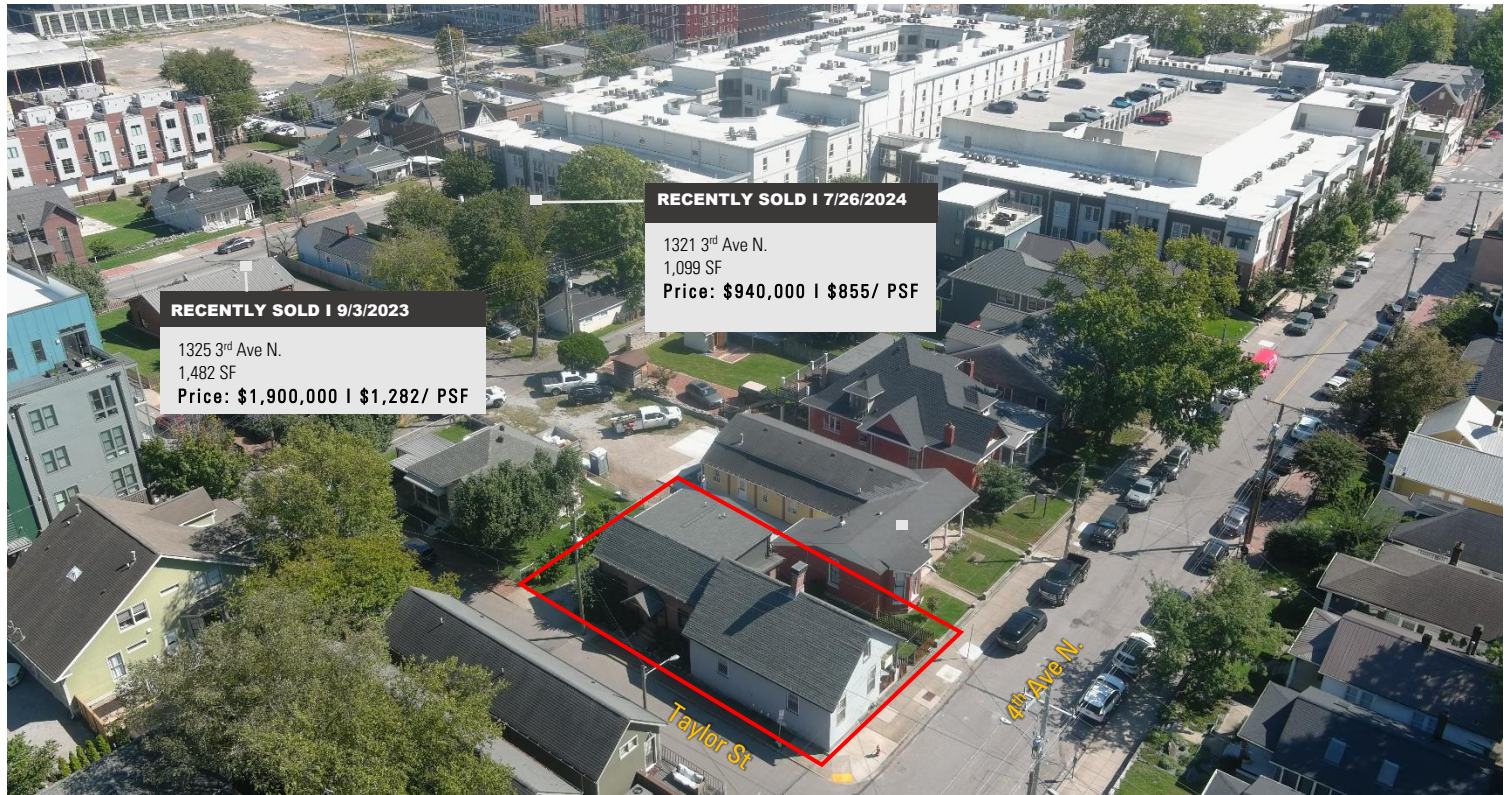 RECENTLY SOLD I 7/26/2024
1321 3rd Ave N.
1,099 SF
Price: $940,000 I $855/ PSF
RECENTLY SOLD I 9/3/2023
1325 3rd Ave N.
1,482 SF
Price: $1,900,000 I $1,282/ PSF
Taylor St
4th Ave N.